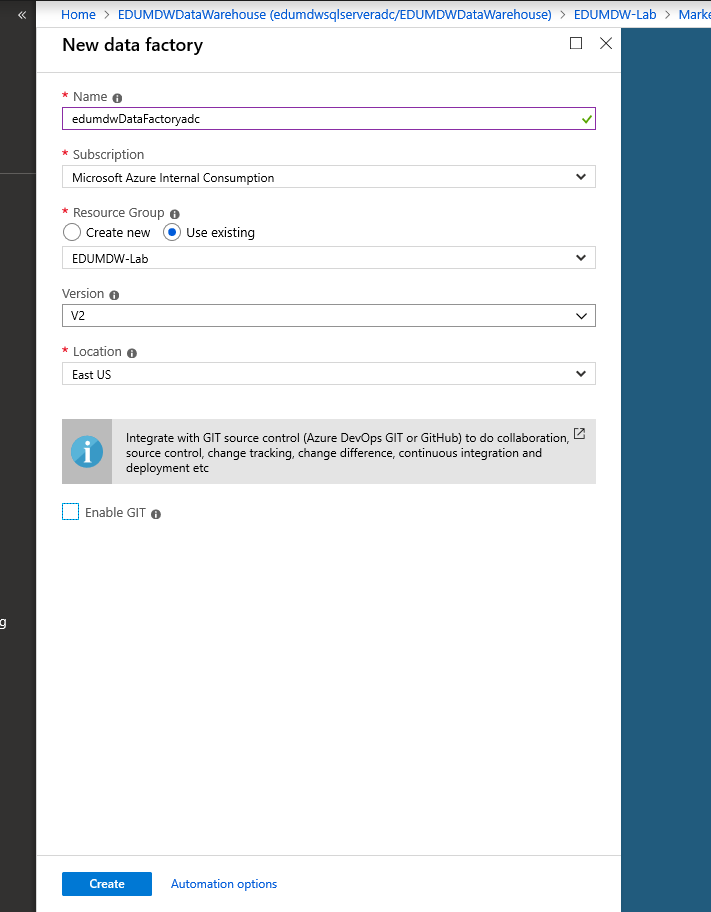 «
Home > EDUMDWDataWarehouse (edumdwsqlserveradc/EDUMDWDataWarehouse) > EDUMDW-Lab > Marke
New data factory
* Name
edumdwDataFactoryadc
* Subscription
Microsoft Azure Internal Consumption
* Resource Group
Create new Use existing
EDUMDW-Lab
Version
V2
* Location
East US
Integrate with GIT source control (Azure DevOps GIT or GitHub) to do collaboration,
source control, change tracking, change difference, continuous integration and
deployment etc
Enable GIT
g
Create Automation options